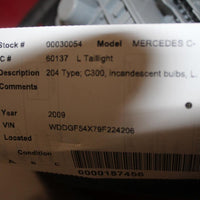 Stock # 00030054 Model MERCEDES C-
C # 60137 L Taillight
Description 204 Type; C300, incandescent bulbs, L.
Comments
Year 2009
VIN WDDGF54X79F224206
Located
Condition
A B C
0000187456